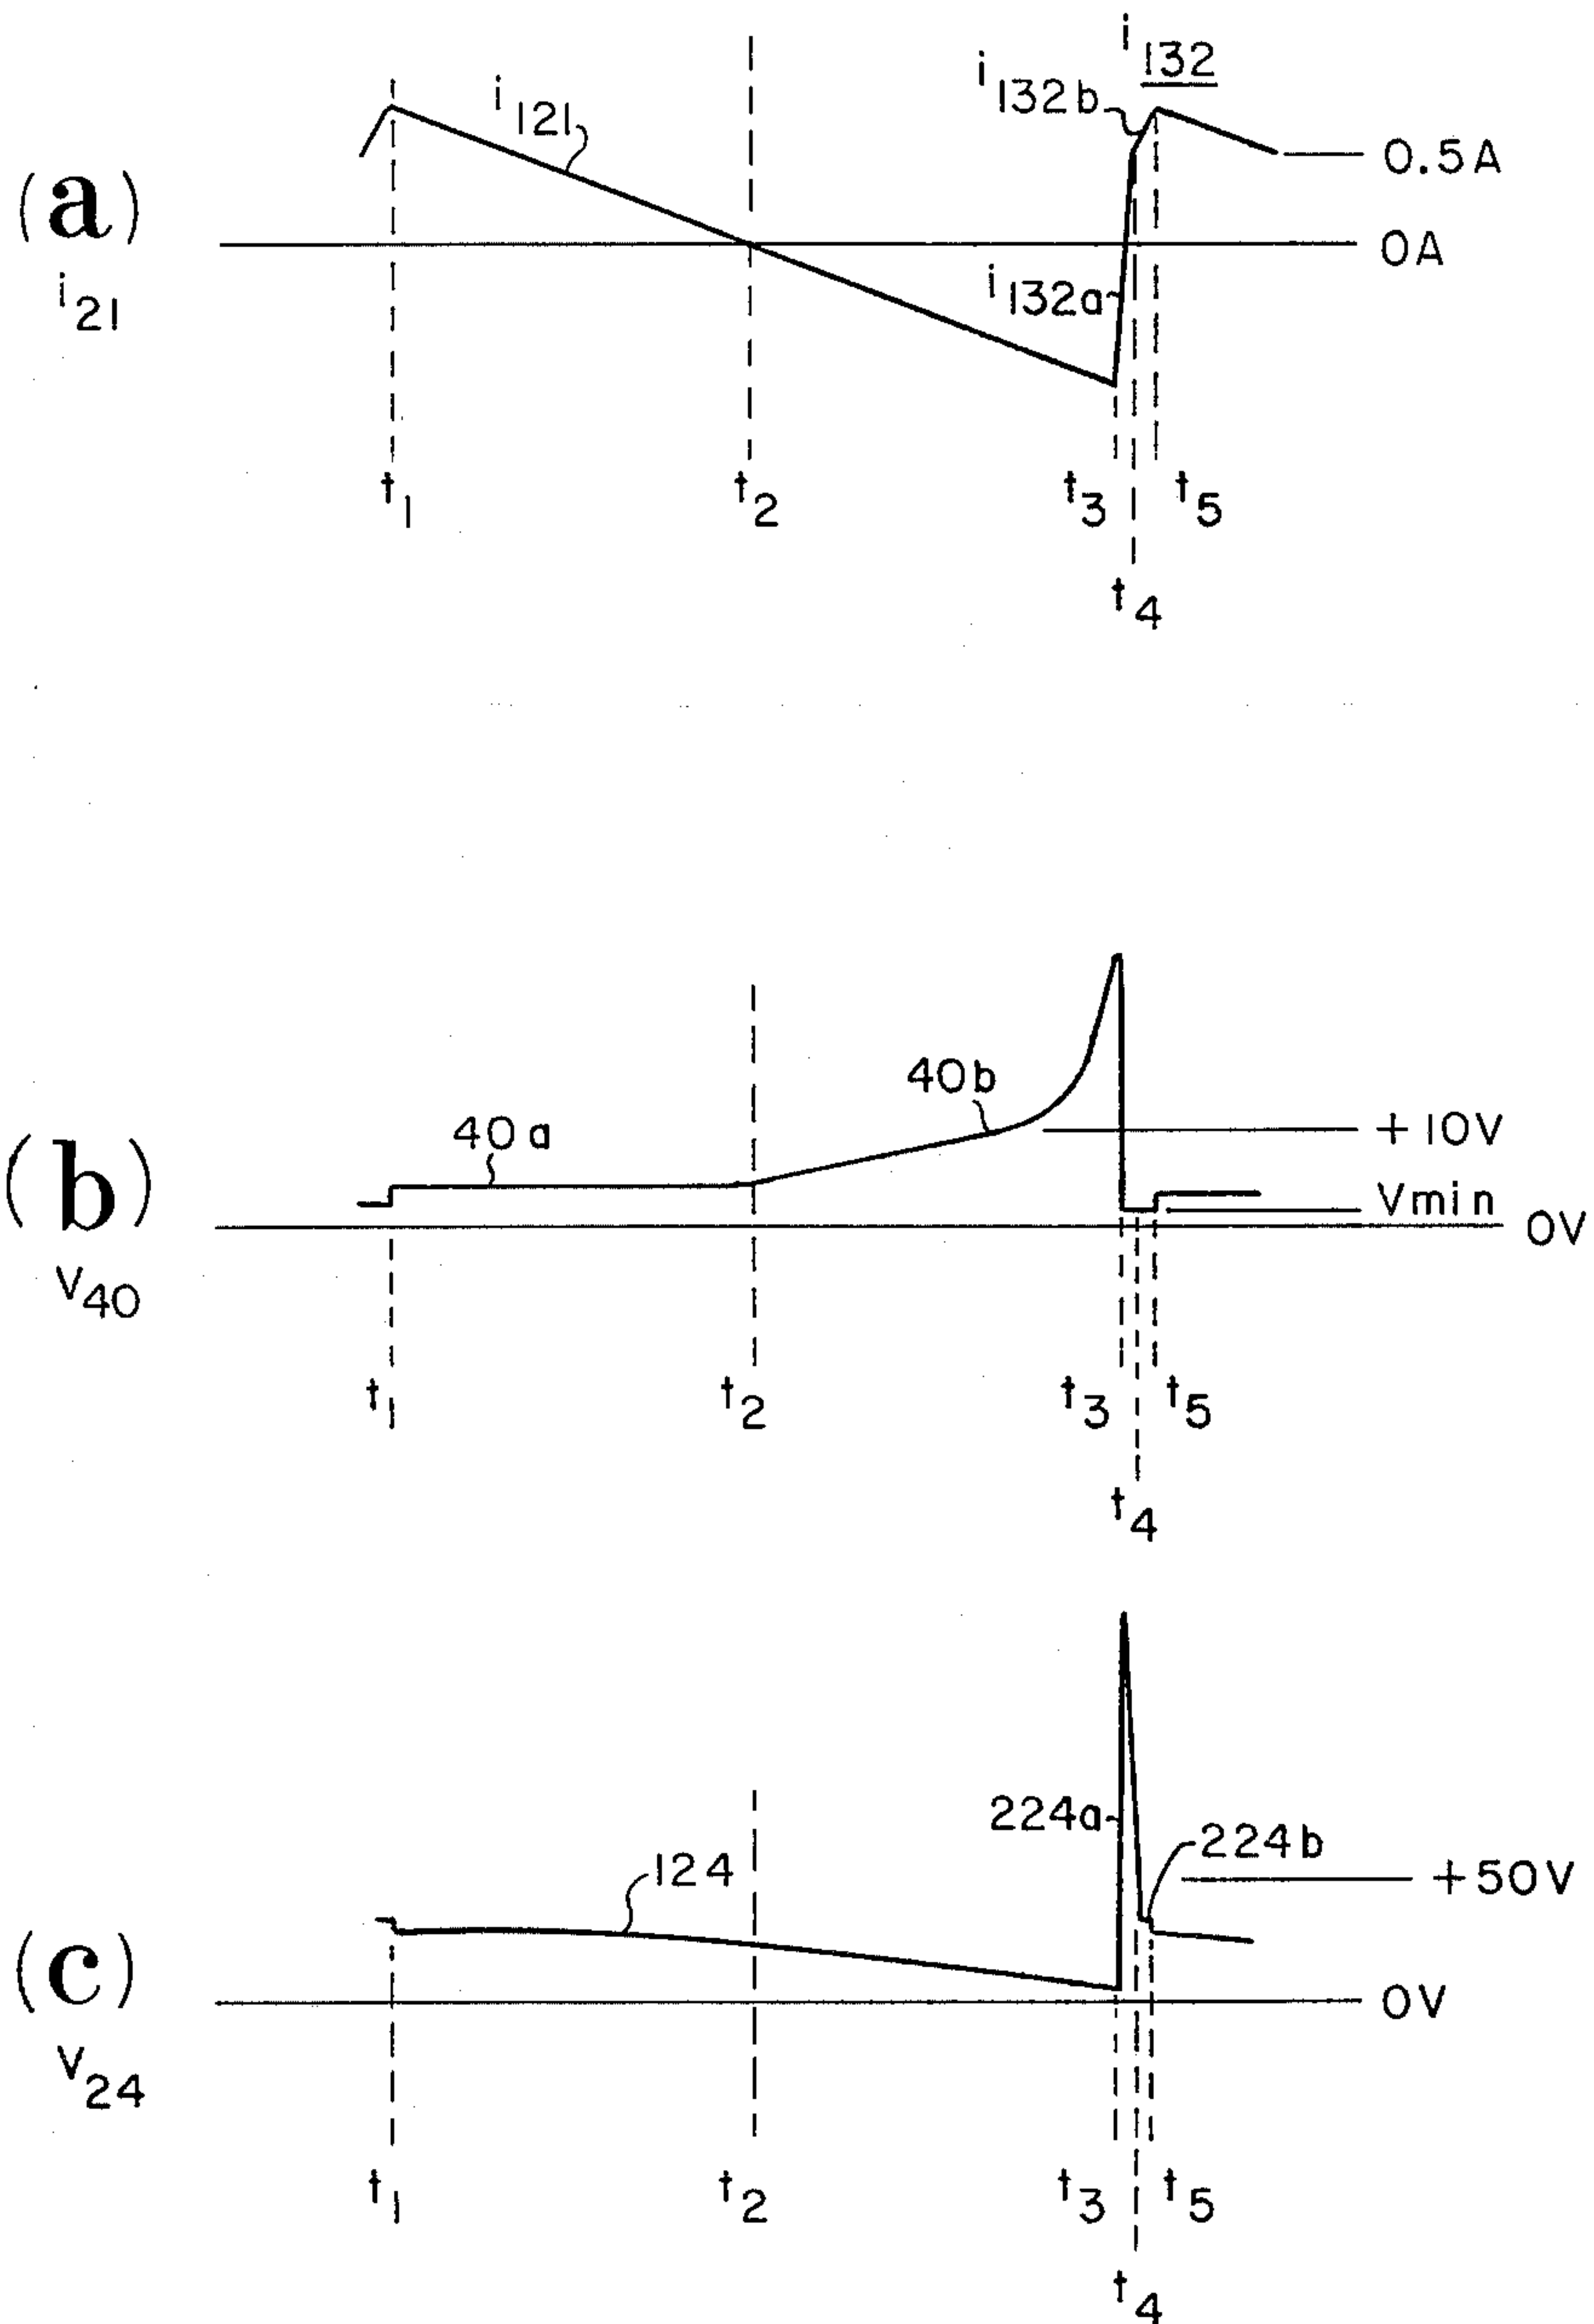 i132
i132b
i121
0.5A
(a)
0A
i21
i132a
t1
t2
t3
t5
t4
40b
40a
+10V
(b)
Vmin
0V
V40
t1
t2
t3
t5
t4
224a
224b
124
+50V
(c)
0V
V24
t1
t2
t3
t5
t4